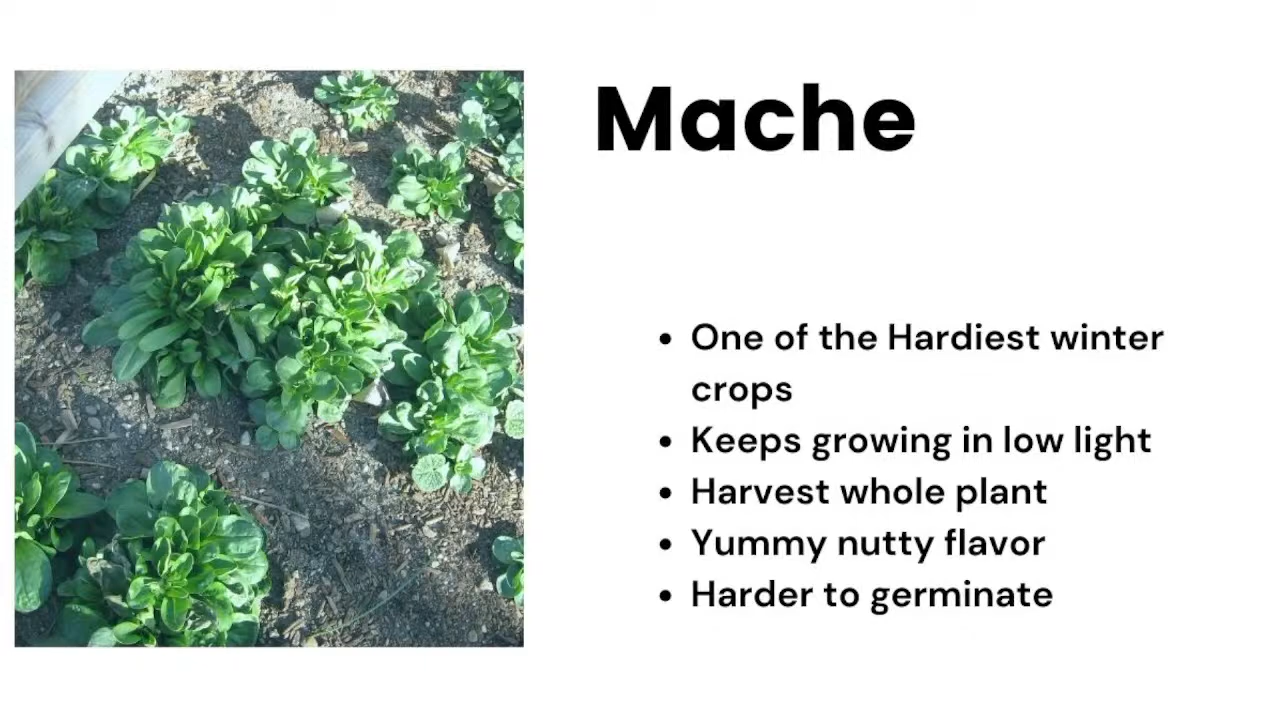 Mache
• One of the Hardiest winter
crops
• Keeps growing in low light
• Harvest whole plant
• Yummy nutty flavor
• Harder to germinate